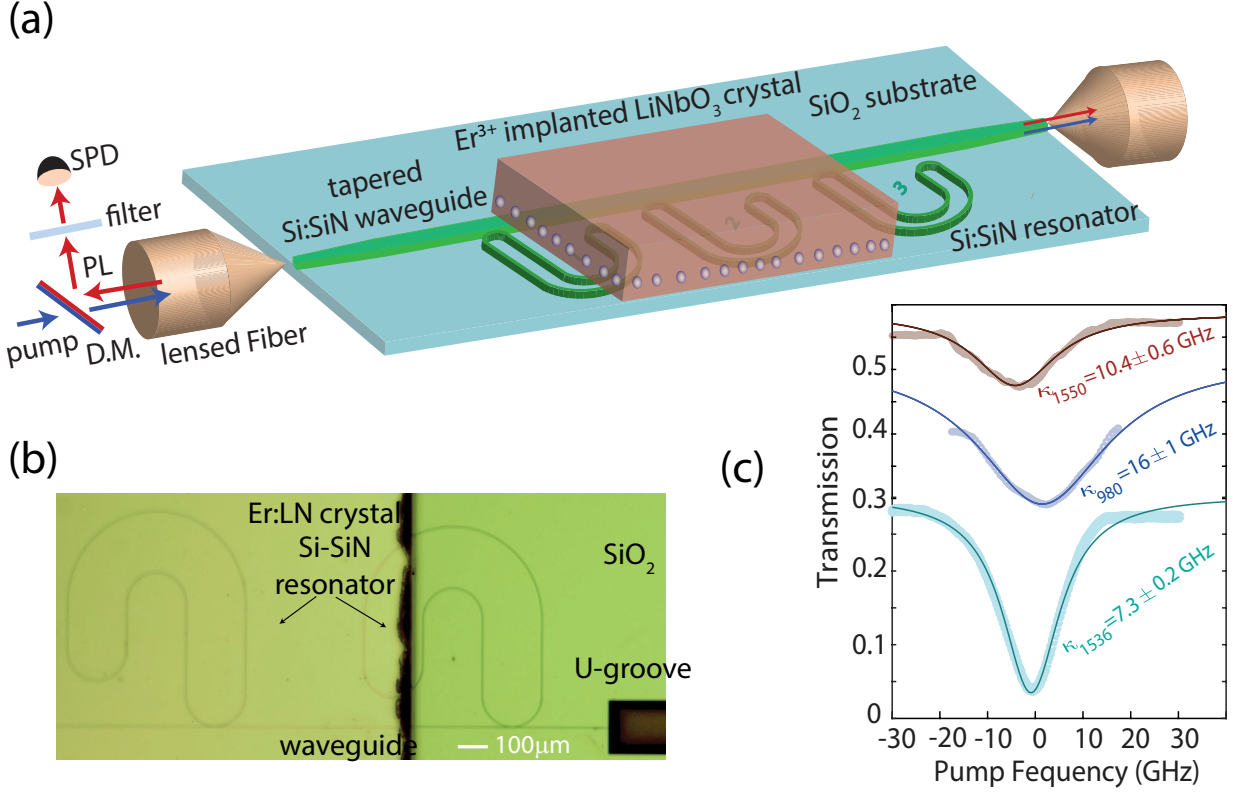 (a)
SPD
filter
PL
pump
D.M.
lensed Fiber
tapered
Si:SiN waveguide
Er³⁺ implanted LiNbO₃ crystal
SiO₂ substrate
2
3
Si:SiN resonator
(b)
Er:LN crystal
Si-SiN
resonator
SiO₂
U-groove
waveguide
100μm
(c)
Transmission
0.5
0.4
0.3
0.2
0.1
0
κ₁₅₅₀=10.4±0.6 GHz
κ₉₈₀=16±1 GHz
κ₁₅₃₆=7.3±0.2 GHz
-30 -20 -10 0 10 20 30
Pump Fequency (GHz)